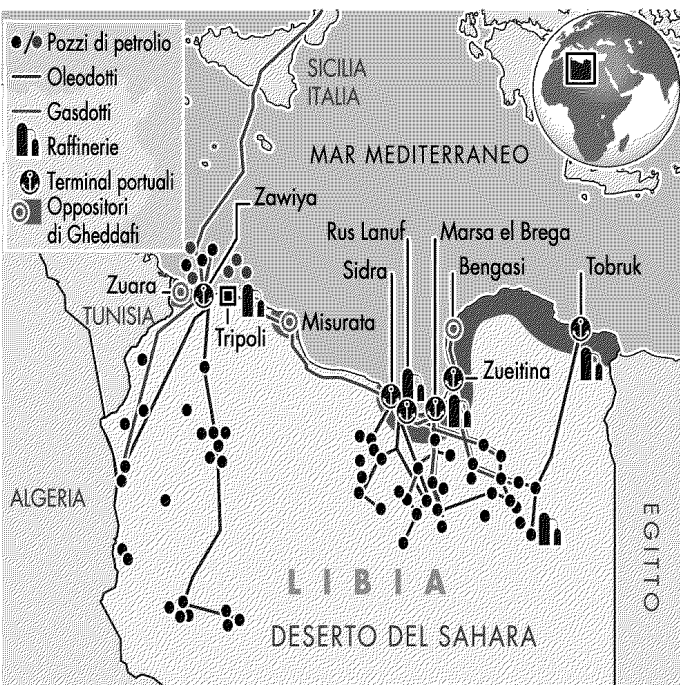 Pozzi di petrolio
Oleodotti
Gasdotti
Raffinerie
Terminal portuali
Oppositori
di Gheddafi
SICILIA
ITALIA
MAR MEDITERRANEO
Zawiya
Rus Lanuf
Marsa el Brega
Sidra
Bengasi
Tobruk
Zuara
TUNISIA
Tripoli
Misurata
Zueitina
ALGERIA
EGITTO
LIBIA
DESERTO DEL SAHARA